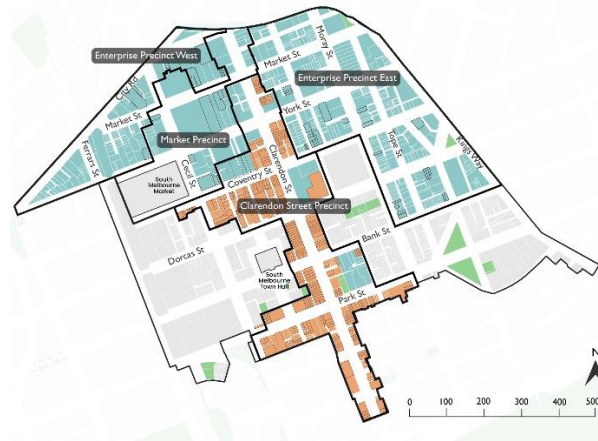 Enterprise Precinct West
Moray St
Market St
Enterprise Precinct East
City Rd
York St
Market St
Market Precinct
Clarendon St
Tope St
Kings Way
Ferrars St
Cecil St
Coventry St
South
Melbourne
Market
Clarendon Street Precinct
Dorcas St
Bank St
South
Melbourne
Town Hall
Park St
N
0 100 200 300 400 500